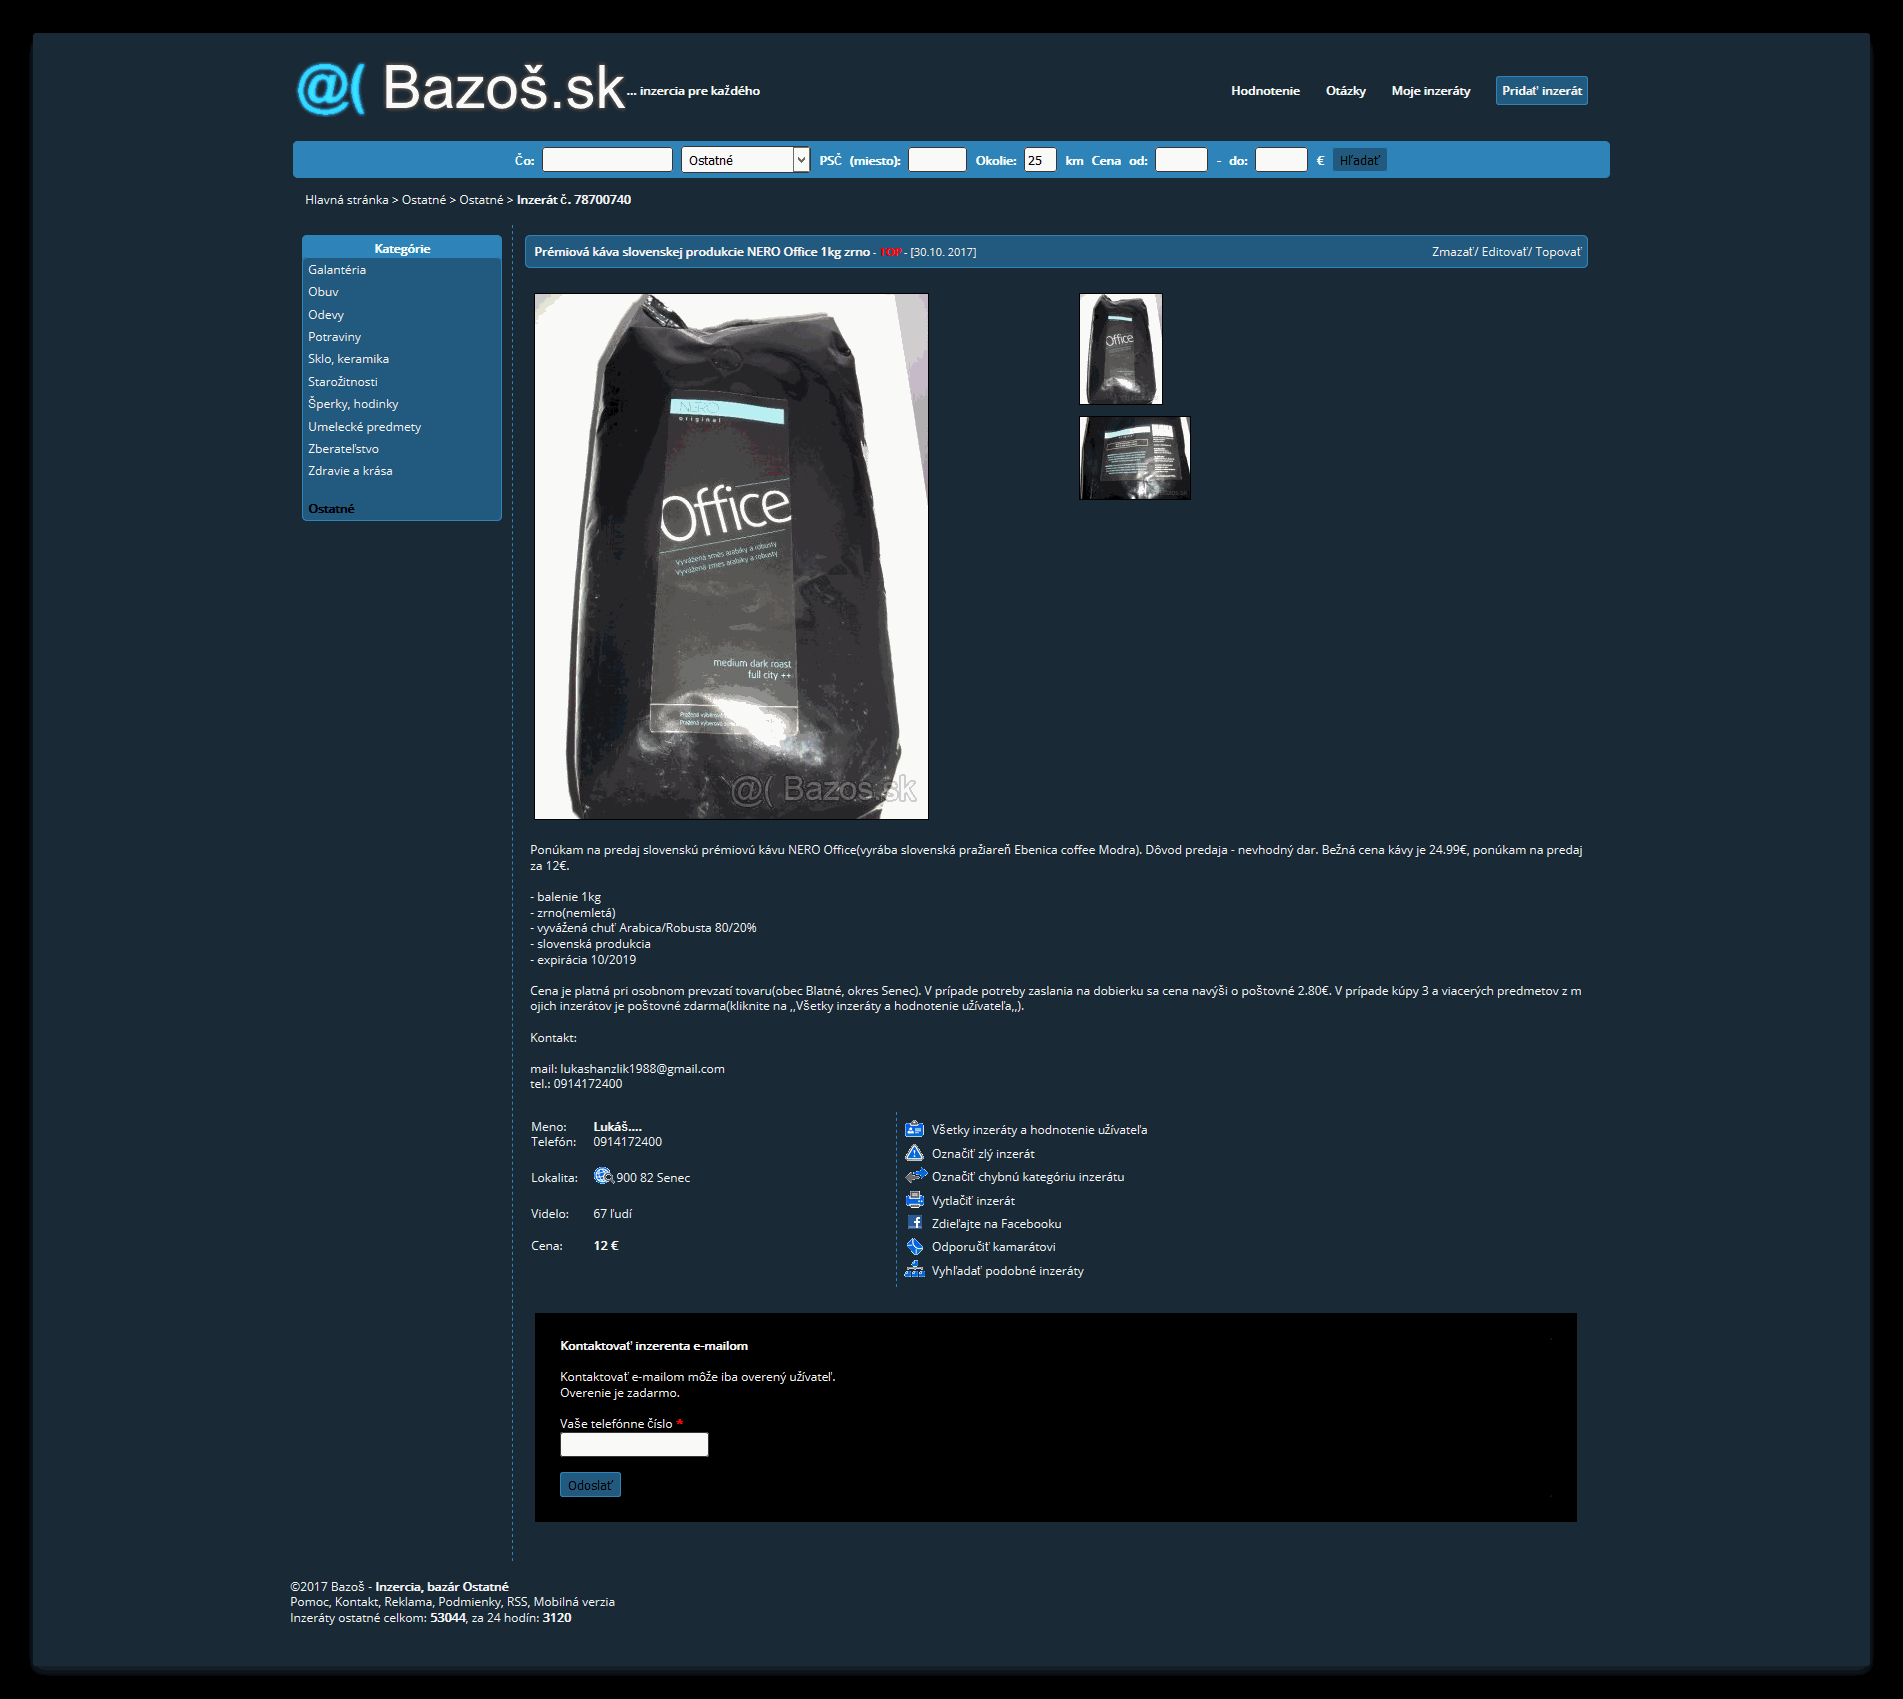 @( Bazoš.sk ... inzercia pre každého
Hodnotenie Otázky Moje inzeráty Pridať inzerát
Čo: Ostatné PSČ (miesto): Okolie: 25 km Cena od: - do: € Hľadať
Hlavná stránka > Ostatné > Ostatné > Inzerát č. 78700740
Kategórie
Galantéria
Obuv
Odevy
Potraviny
Sklo, keramika
Starožitnosti
Šperky, hodinky
Umelecké predmety
Zberateľstvo
Zdravie a krása
Ostatné
Prémiová káva slovenskej produkcie NERO Office 1kg zrno - TOP - [30.10. 2017]
Zmazať/ Editovať/ Topovať
NERO
original
Office
Vyvážená směs arabiky a robusty
Vyvážená zmes arabiky a robusty
medium dark roast
full city ++
@( Bazos.sk
Office
Ponúkam na predaj slovenskú prémiovú kávu NERO Office(vyrába slovenská pražiareň Ebenica coffee Modra). Dôvod predaja - nevhodný dar. Bežná cena kávy je 24.99€, ponúkam na predaj
za 12€.
- balenie 1kg
- zrno(nemletá)
- vyvážená chuť Arabica/Robusta 80/20%
- slovenská produkcia
- expirácia 10/2019
Cena je platná pri osobnom prevzatí tovaru(obec Blatné, okres Senec). V prípade potreby zaslania na dobierku sa cena navýši o poštovné 2.80€. V prípade kúpy 3 a viacerých predmetov z m
ojich inzerátov je poštovné zdarma(kliknite na ,,Všetky inzeráty a hodnotenie užívateľa,,).
Kontakt:
mail: lukashanzlik1988@gmail.com
tel.: 0914172400
Meno: Lukáš....
Telefón: 0914172400
Lokalita: 900 82 Senec
Videlo: 67 ľudí
Cena: 12 €
Všetky inzeráty a hodnotenie užívateľa
Označiť zlý inzerát
Označiť chybnú kategóriu inzerátu
Vytlačiť inzerát
Zdieľajte na Facebooku
Odporučiť kamarátovi
Vyhľadať podobné inzeráty
Kontaktovať inzerenta e-mailom
Kontaktovať e-mailom môže iba overený užívateľ.
Overenie je zadarmo.
Vaše telefónne číslo *
Odoslať
©2017 Bazoš - Inzercia, bazár Ostatné
Pomoc, Kontakt, Reklama, Podmienky, RSS, Mobilná verzia
Inzeráty ostatné celkom: 53044, za 24 hodín: 3120